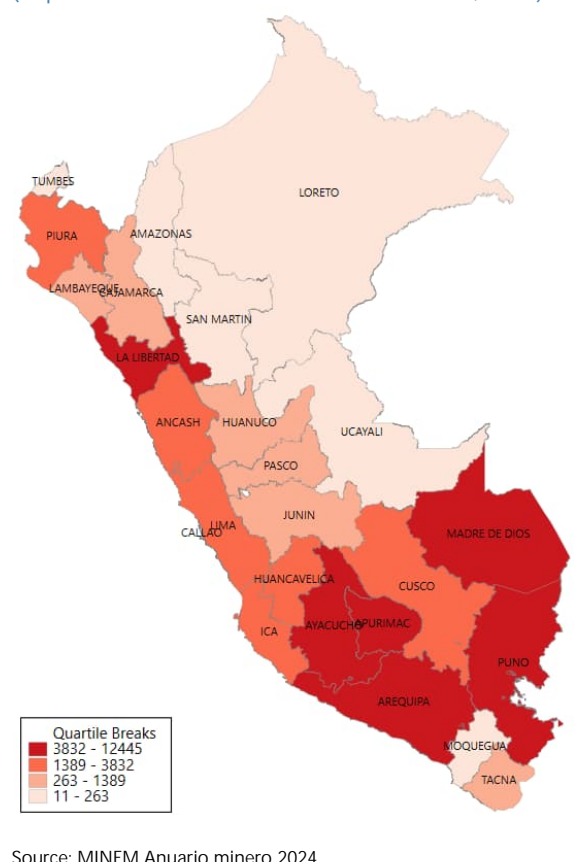 TUMBES
LORETO
PIURA
AMAZONAS
LAMBAYEQUE
CAJAMARCA
SAN MARTIN
LA LIBERTAD
ANCASH
HUANUCO
UCAYALI
PASCO
JUNIN
LIMA
CALLAO
MADRE DE DIOS
HUANCAVELICA
CUSCO
ICA
AYACUCHO
APURIMAC
PUNO
AREQUIPA
MOQUEGUA
TACNA
Quartile Breaks
3832 - 12445
1389 - 3832
263 - 1389
11 - 263
Source: MINEM Anuario minero 2024